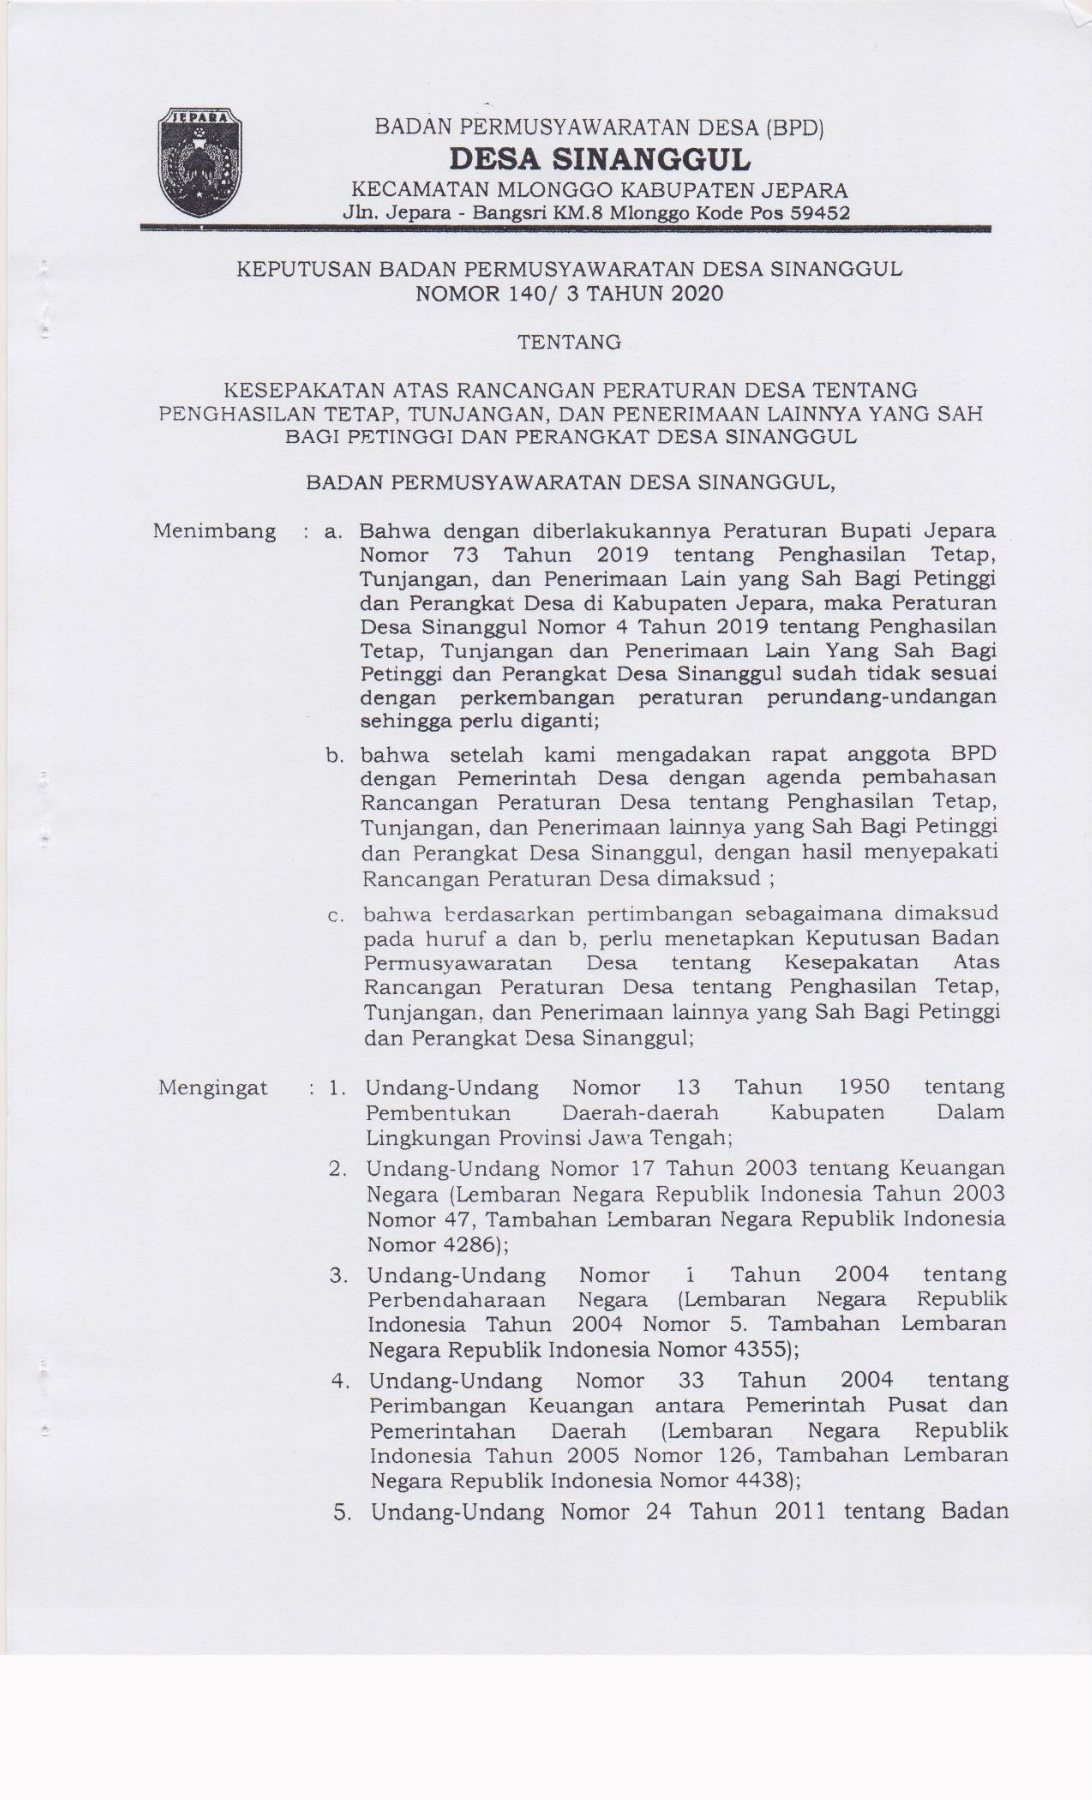 JEPARA
BADAN PERMUSYAWARATAN DESA (BPD)
DESA SINANGGUL
KECAMATAN MLONGGO KABUPATEN JEPARA
Jln. Jepara - Bangsri KM.8 Mlonggo Kode Pos 59452
KEPUTUSAN BADAN PERMUSYAWARATAN DESA SINANGGUL
NOMOR 140/ 3 TAHUN 2020
TENTANG
KESEPAKATAN ATAS RANCANGAN PERATURAN DESA TENTANG
PENGHASILAN TETAP, TUNJANGAN, DAN PENERIMAAN LAINNYA YANG SAH
BAGI PETINGGI DAN PERANGKAT DESA SINANGGUL
BADAN PERMUSYAWARATAN DESA SINANGGUL,
Menimbang : a. Bahwa dengan diberlakukannya Peraturan Bupati Jepara
Nomor 73 Tahun 2019 tentang Penghasilan Tetap,
Tunjangan, dan Penerimaan Lain yang Sah Bagi Petinggi
dan Perangkat Desa di Kabupaten Jepara, maka Peraturan
Desa Sinanggul Nomor 4 Tahun 2019 tentang Penghasilan
Tetap, Tunjangan dan Penerimaan Lain Yang Sah Bagi
Petinggi dan Perangkat Desa Sinanggul sudah tidak sesuai
dengan perkembangan peraturan perundang-undangan
sehingga perlu diganti;
b. bahwa setelah kami mengadakan rapat anggota BPD
dengan Pemerintah Desa dengan agenda pembahasan
Rancangan Peraturan Desa tentang Penghasilan Tetap,
Tunjangan, dan Penerimaan lainnya yang Sah Bagi Petinggi
dan Perangkat Desa Sinanggul, dengan hasil menyepakati
Rancangan Peraturan Desa dimaksud ;
c. bahwa berdasarkan pertimbangan sebagaimana dimaksud
pada huruf a dan b, perlu menetapkan Keputusan Badan
Permusyawaratan Desa tentang Kesepakatan Atas
Rancangan Peraturan Desa tentang Penghasilan Tetap,
Tunjangan, dan Penerimaan lainnya yang Sah Bagi Petinggi
dan Perangkat Desa Sinanggul;
Mengingat : 1. Undang-Undang Nomor 13 Tahun 1950 tentang
Pembentukan Daerah-daerah Kabupaten Dalam
Lingkungan Provinsi Jawa Tengah;
2. Undang-Undang Nomor 17 Tahun 2003 tentang Keuangan
Negara (Lembaran Negara Republik Indonesia Tahun 2003
Nomor 47, Tambahan Lembaran Negara Republik Indonesia
Nomor 4286);
3. Undang-Undang Nomor 1 Tahun 2004 tentang
Perbendaharaan Negara (Lembaran Negara Republik
Indonesia Tahun 2004 Nomor 5. Tambahan Lembaran
Negara Republik Indonesia Nomor 4355);
4. Undang-Undang Nomor 33 Tahun 2004 tentang
Perimbangan Keuangan antara Pemerintah Pusat dan
Pemerintahan Daerah (Lembaran Negara Republik
Indonesia Tahun 2005 Nomor 126, Tambahan Lembaran
Negara Republik Indonesia Nomor 4438);
5. Undang-Undang Nomor 24 Tahun 2011 tentang Badan